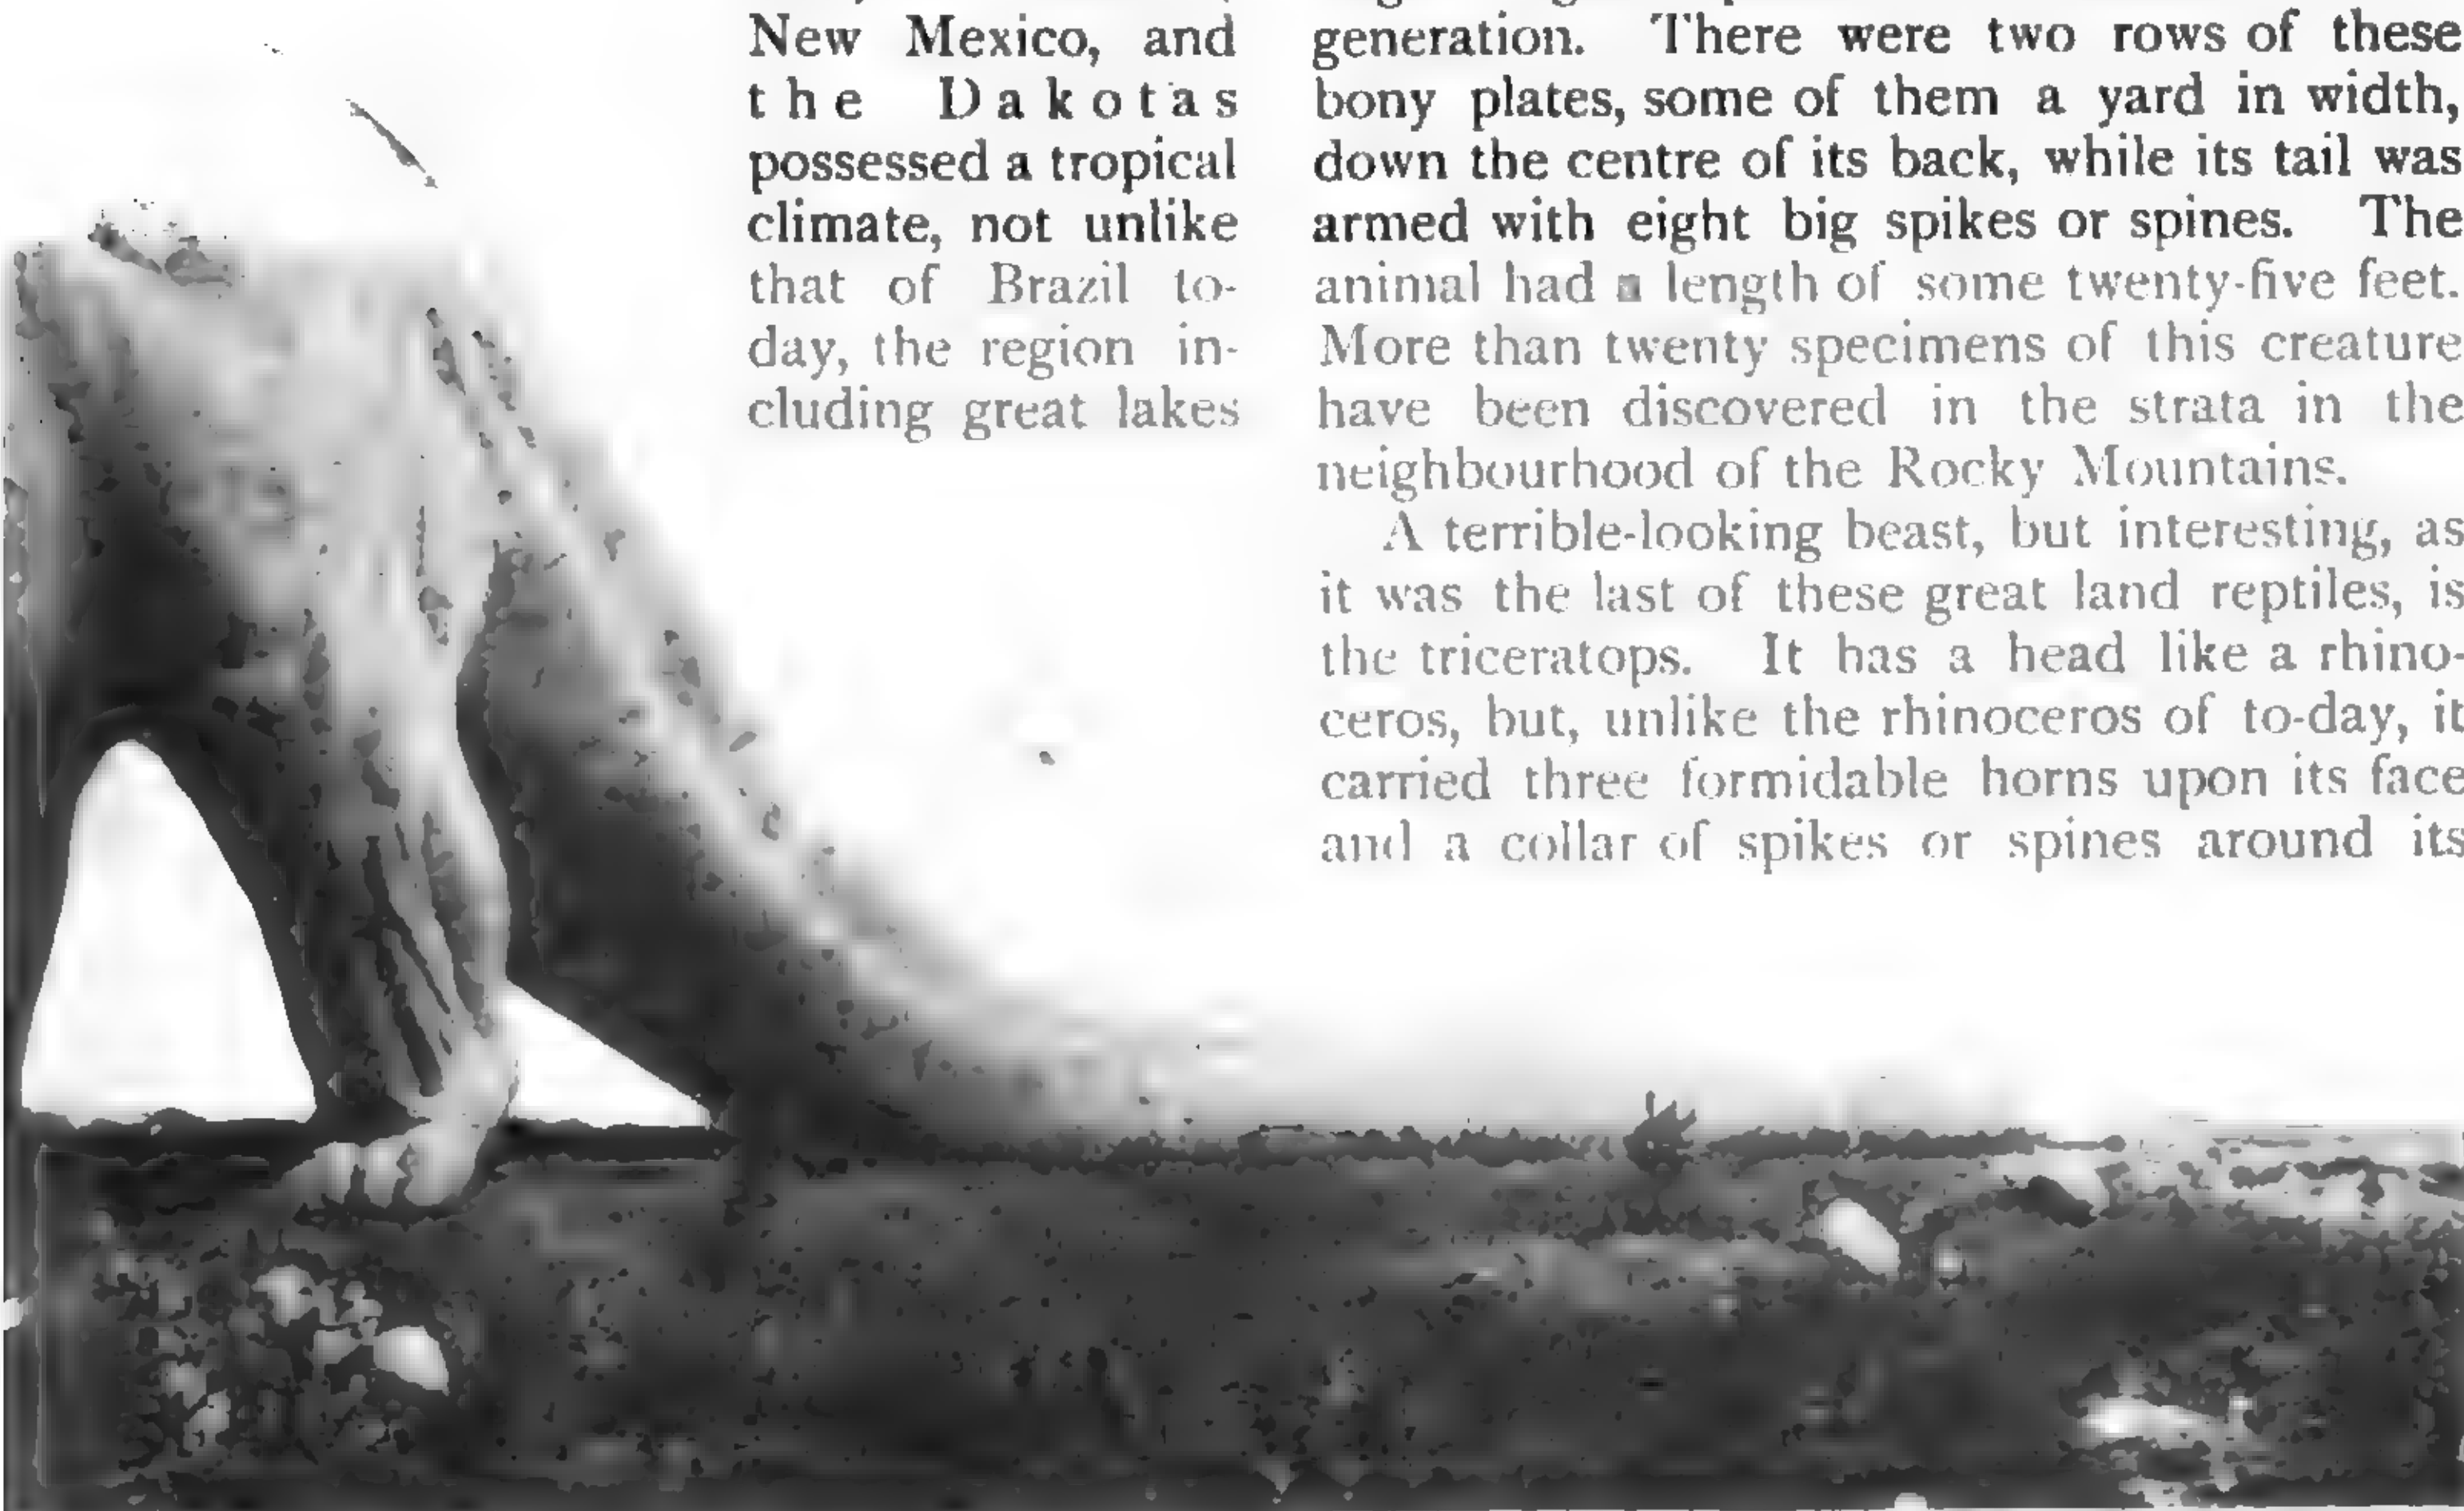 New Mexico, and
the Dakotas
possessed a tropical
climate, not unlike
that of Brazil to-
day, the region in-
cluding great lakes
generation. There were two rows of these
bony plates, some of them a yard in width,
down the centre of its back, while its tail was
armed with eight big spikes or spines. The
animal had a length of some twenty-five feet.
More than twenty specimens of this creature
have been discovered in the strata in the
neighbourhood of the Rocky Mountains.
A terrible-looking beast, but interesting, as
it was the last of these great land reptiles, is
the triceratops. It has a head like a rhino-
ceros, but, unlike the rhinoceros of to-day, it
carried three formidable horns upon its face
and a collar of spikes or spines around its